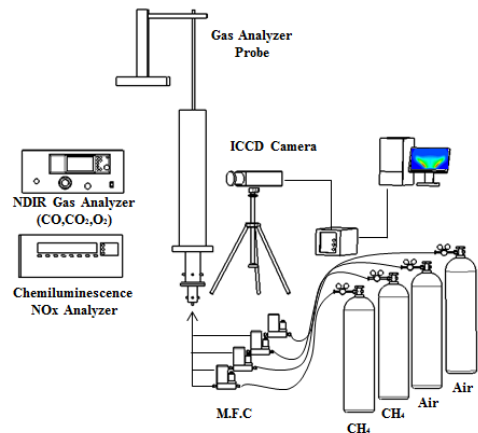 Gas Analyzer
Probe
ICCD Camera
NDIR Gas Analyzer
(CO,CO₂,O₂)
Chemiluminescence
NOx Analyzer
M.F.C
CH₄
CH₄
Air
Air